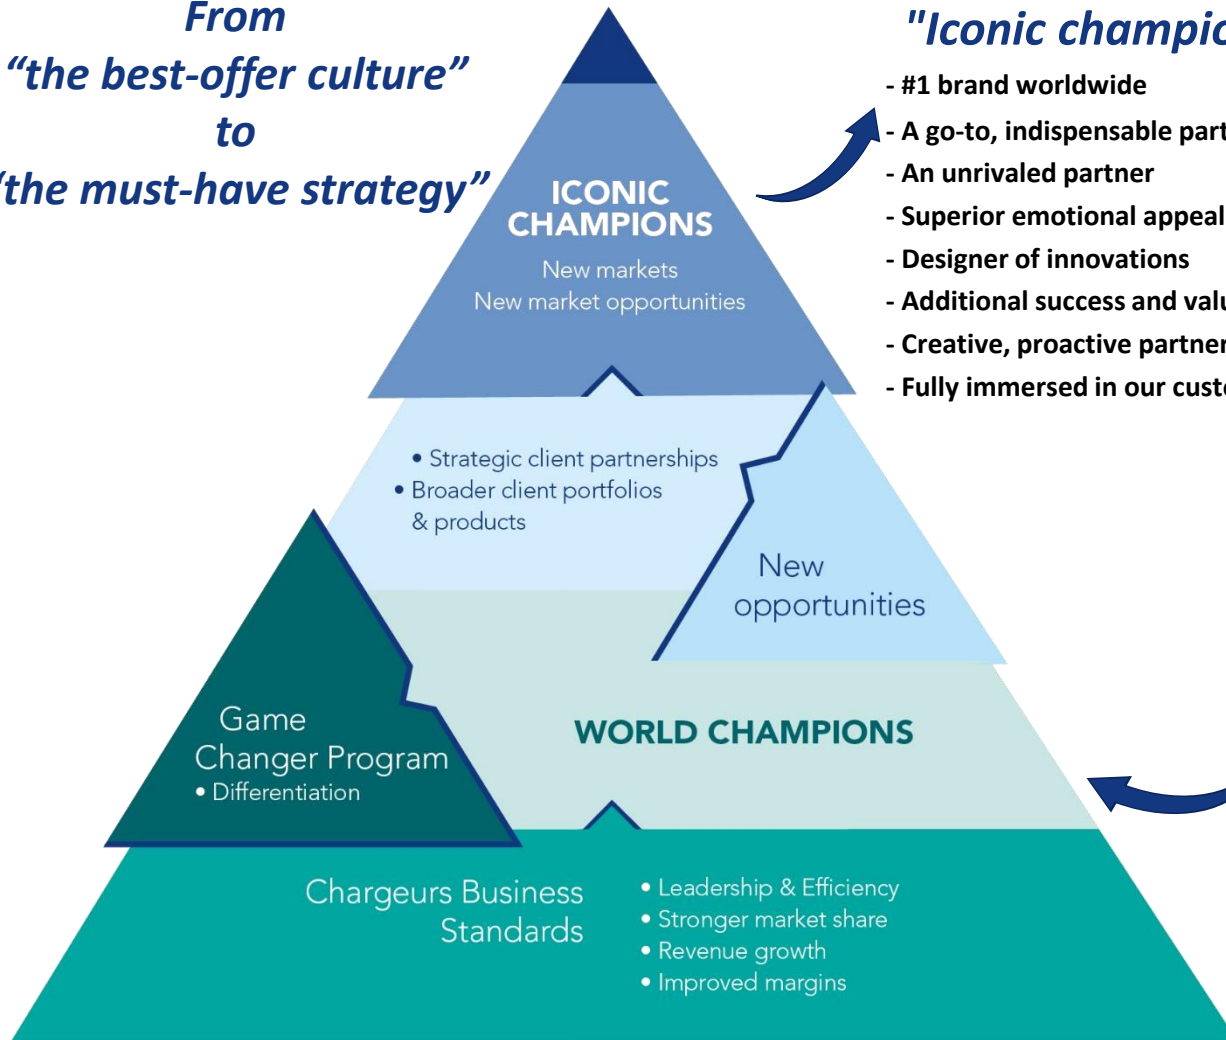 From
“the best-offer culture”
to
“the must-have strategy”
"Iconic champio
- #1 brand worldwide
- A go-to, indispensable part
- An unrivaled partner
- Superior emotional appeal
- Designer of innovations
- Additional success and valu
- Creative, proactive partner
- Fully immersed in our custo
ICONIC
CHAMPIONS
New markets
New market opportunities
• Strategic client partnerships
• Broader client portfolios
& products
New
opportunities
Game
Changer Program
• Differentiation
WORLD CHAMPIONS
Chargeurs Business
Standards
• Leadership & Efficiency
• Stronger market share
• Revenue growth
• Improved margins